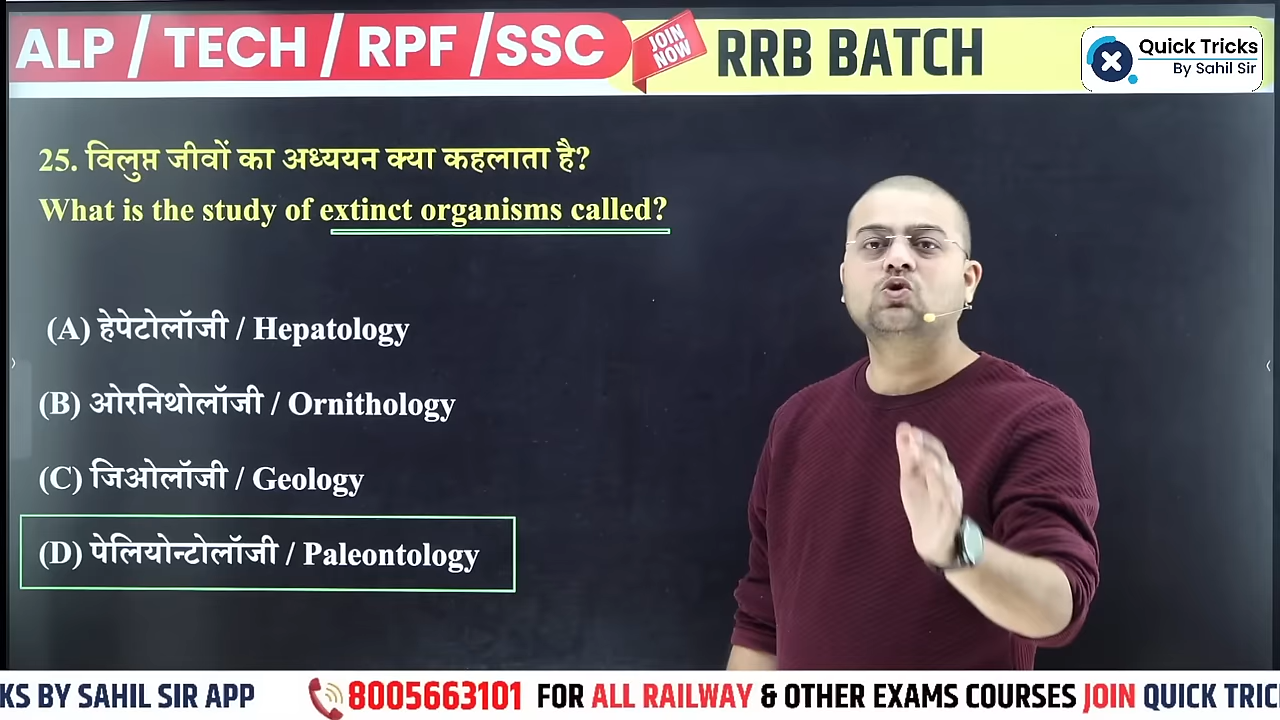 ALP / TECH / RPF / SSC
JOIN NOW
RRB BATCH
Quick Tricks
By Sahil Sir
25. विलुप्त जीवों का अध्ययन क्या कहलाता है?
What is the study of extinct organisms called?
(A) हेपेटोलॉजी / Hepatology
(B) ओरनिथोलॉजी / Ornithology
(C) जिओलॉजी / Geology
(D) पेलियोन्टोलॉजी / Paleontology
KS BY SAHIL SIR APP 8005663101 FOR ALL RAILWAY & OTHER EXAMS COURSES JOIN QUICK TRIC